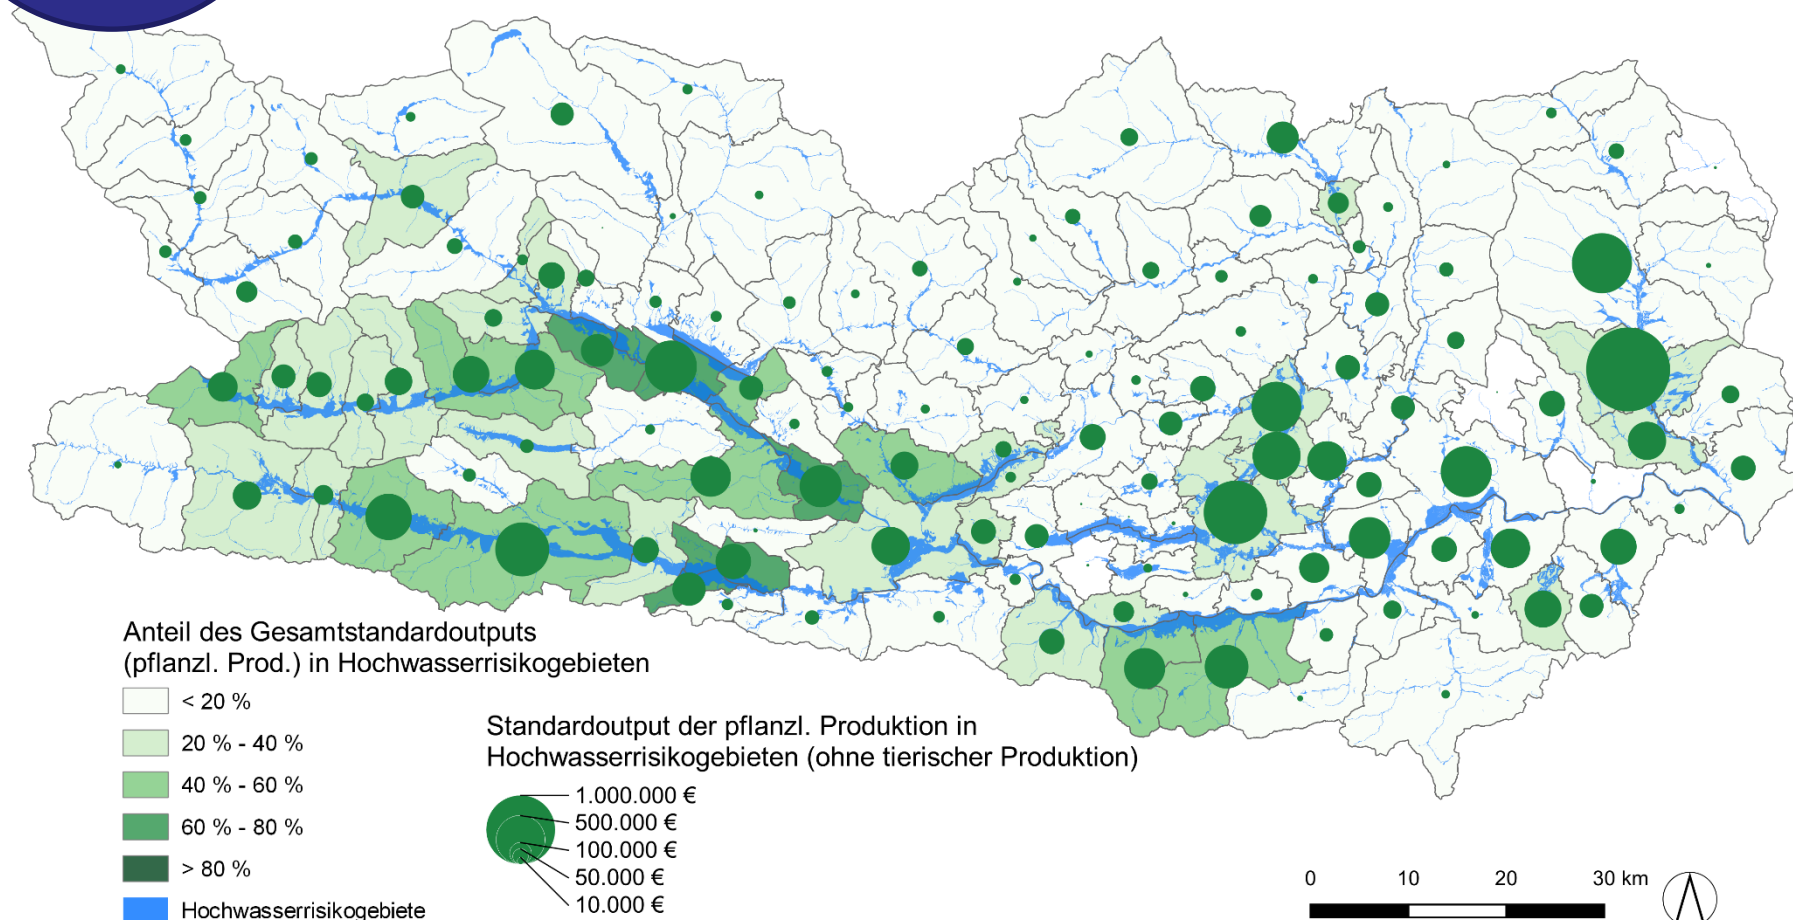 Anteil des Gesamtstandardoutputs
(pflanzl. Prod.) in Hochwasserrisikogebieten
< 20 %
20 % - 40 %
40 % - 60 %
60 % - 80 %
> 80 %
Hochwasserrisikogebiete
Standardoutput der pflanzl. Produktion in
Hochwasserrisikogebieten (ohne tierischer Produktion)
1.000.000 €
500.000 €
100.000 €
50.000 €
10.000 €
0 10 20 30 km